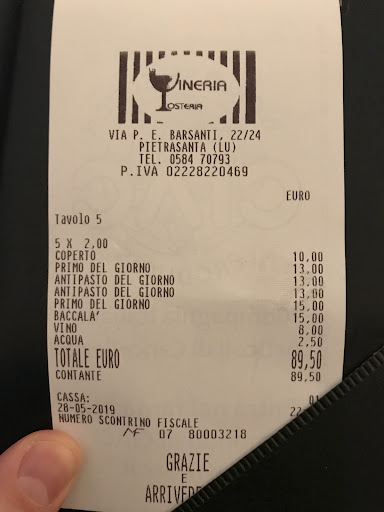 VINERIA
OSTERIA
VIA P. E. BARSANTI, 22/24
PIETRASANTA (LU)
TEL. 0584 70793
P.IVA 02228220469
EURO
Tavolo 5
5 X 2,00
COPERTO 10,00
PRIMO DEL GIORNO 13,00
ANTIPASTO DEL GIORNO 13,00
ANTIPASTO DEL GIORNO 13,00
PRIMO DEL GIORNO 15,00
BACCALA' 15,00
VINO 8,00
ACQUA 2,50
TOTALE EURO 89,50
CONTANTE 89,50
CASSA: 01
28-05-2019 22
NUMERO SCONTRINO FISCALE
MF 07 80003218
GRAZIE
E